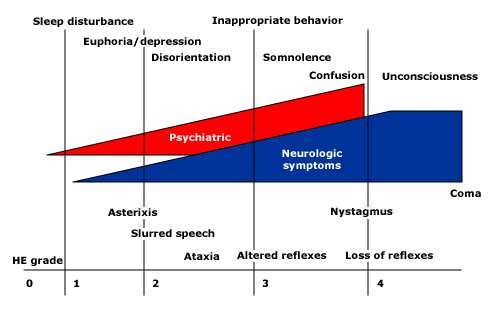 Sleep disturbance
Inappropriate behavior
Euphoria/depression
Disorientation
Somnolence
Confusion
Unconsciousness
Psychiatric
Neurologic
symptoms
Coma
Asterixis
Nystagmus
Slurred speech
Ataxia
Altered reflexes
Loss of reflexes
HE grade
0
1
2
3
4